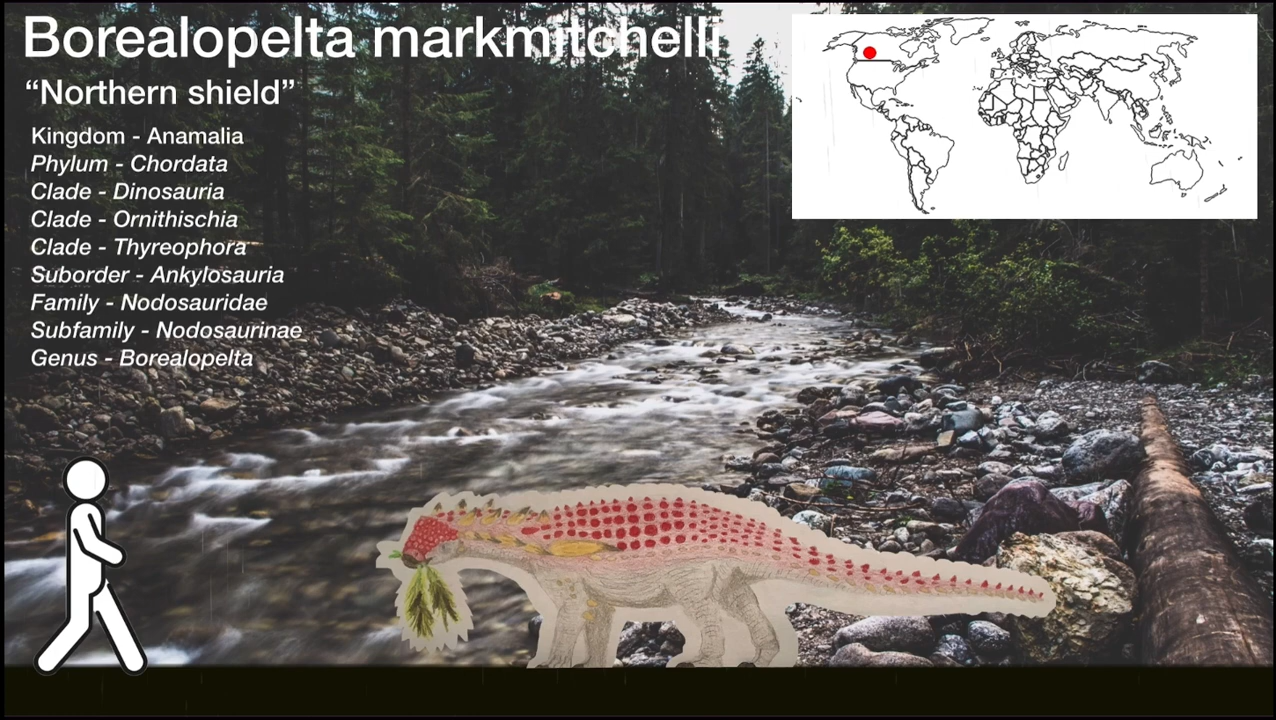 Borealopelta markmitchelli
“Northern shield”
Kingdom - Anamalia
Phylum - Chordata
Clade - Dinosauria
Clade - Ornithischia
Clade - Thyreophora
Suborder - Ankylosauria
Family - Nodosauridae
Subfamily - Nodosaurinae
Genus - Borealopelta